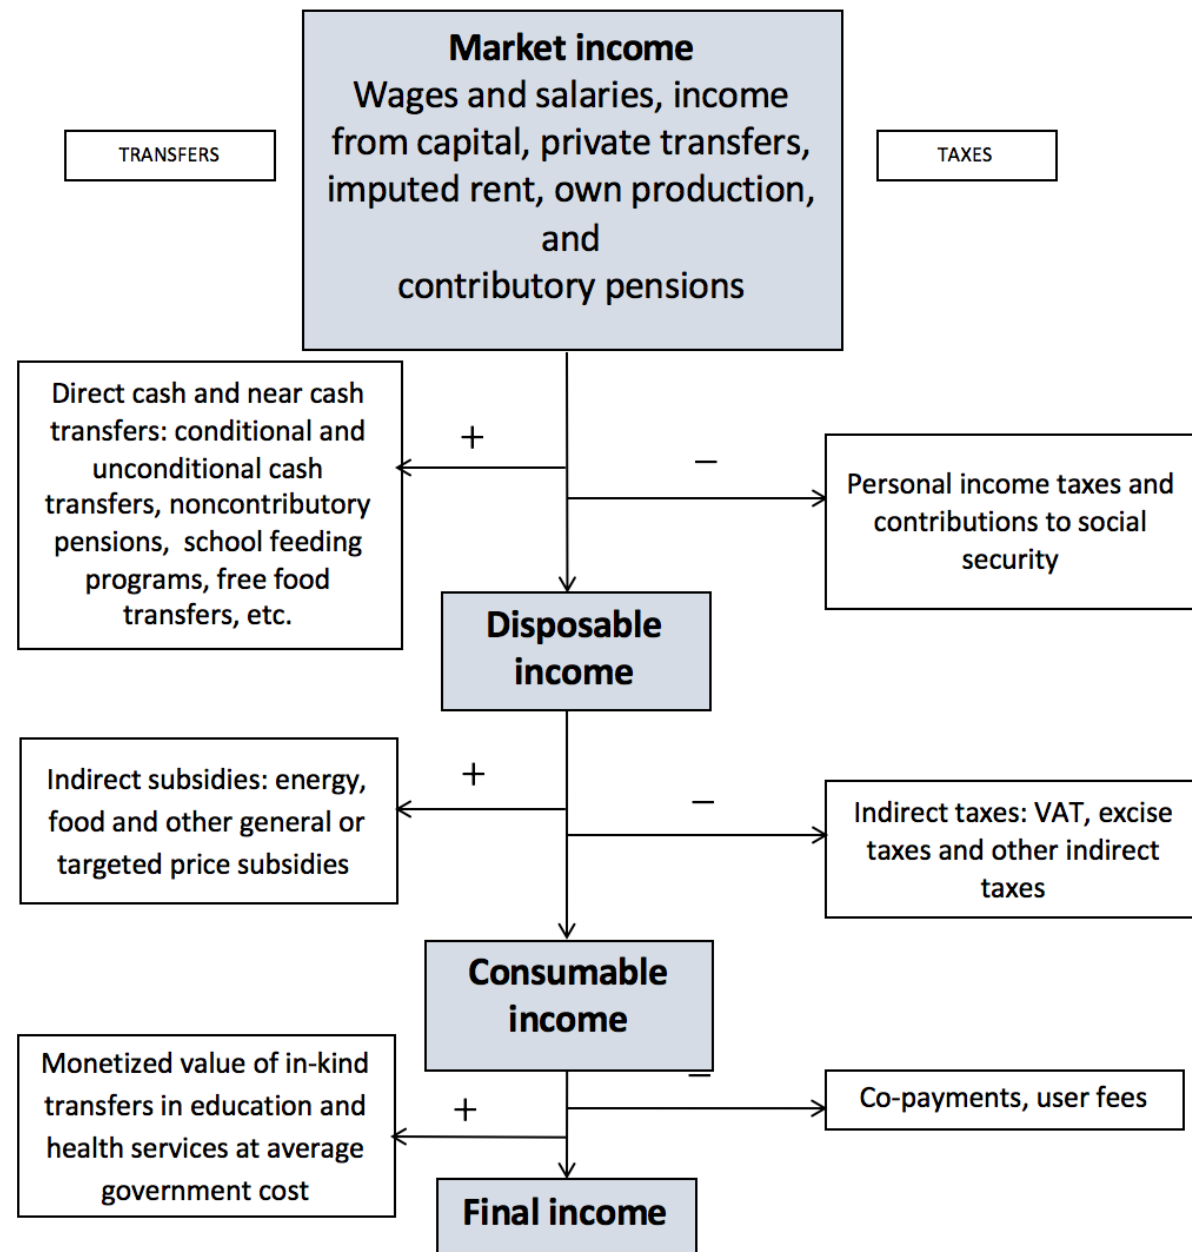 Market income
Wages and salaries, income
from capital, private transfers,
imputed rent, own production,
and
contributory pensions
TRANSFERS
TAXES
Direct cash and near cash
transfers: conditional and
unconditional cash
transfers, noncontributory
pensions, school feeding
programs, free food
transfers, etc.
+
−
Personal income taxes and
contributions to social
security
Disposable
income
Indirect subsidies: energy,
food and other general or
targeted price subsidies
+
−
Indirect taxes: VAT, excise
taxes and other indirect
taxes
Consumable
income
Monetized value of in-kind
transfers in education and
health services at average
government cost
+
−
Co-payments, user fees
Final income